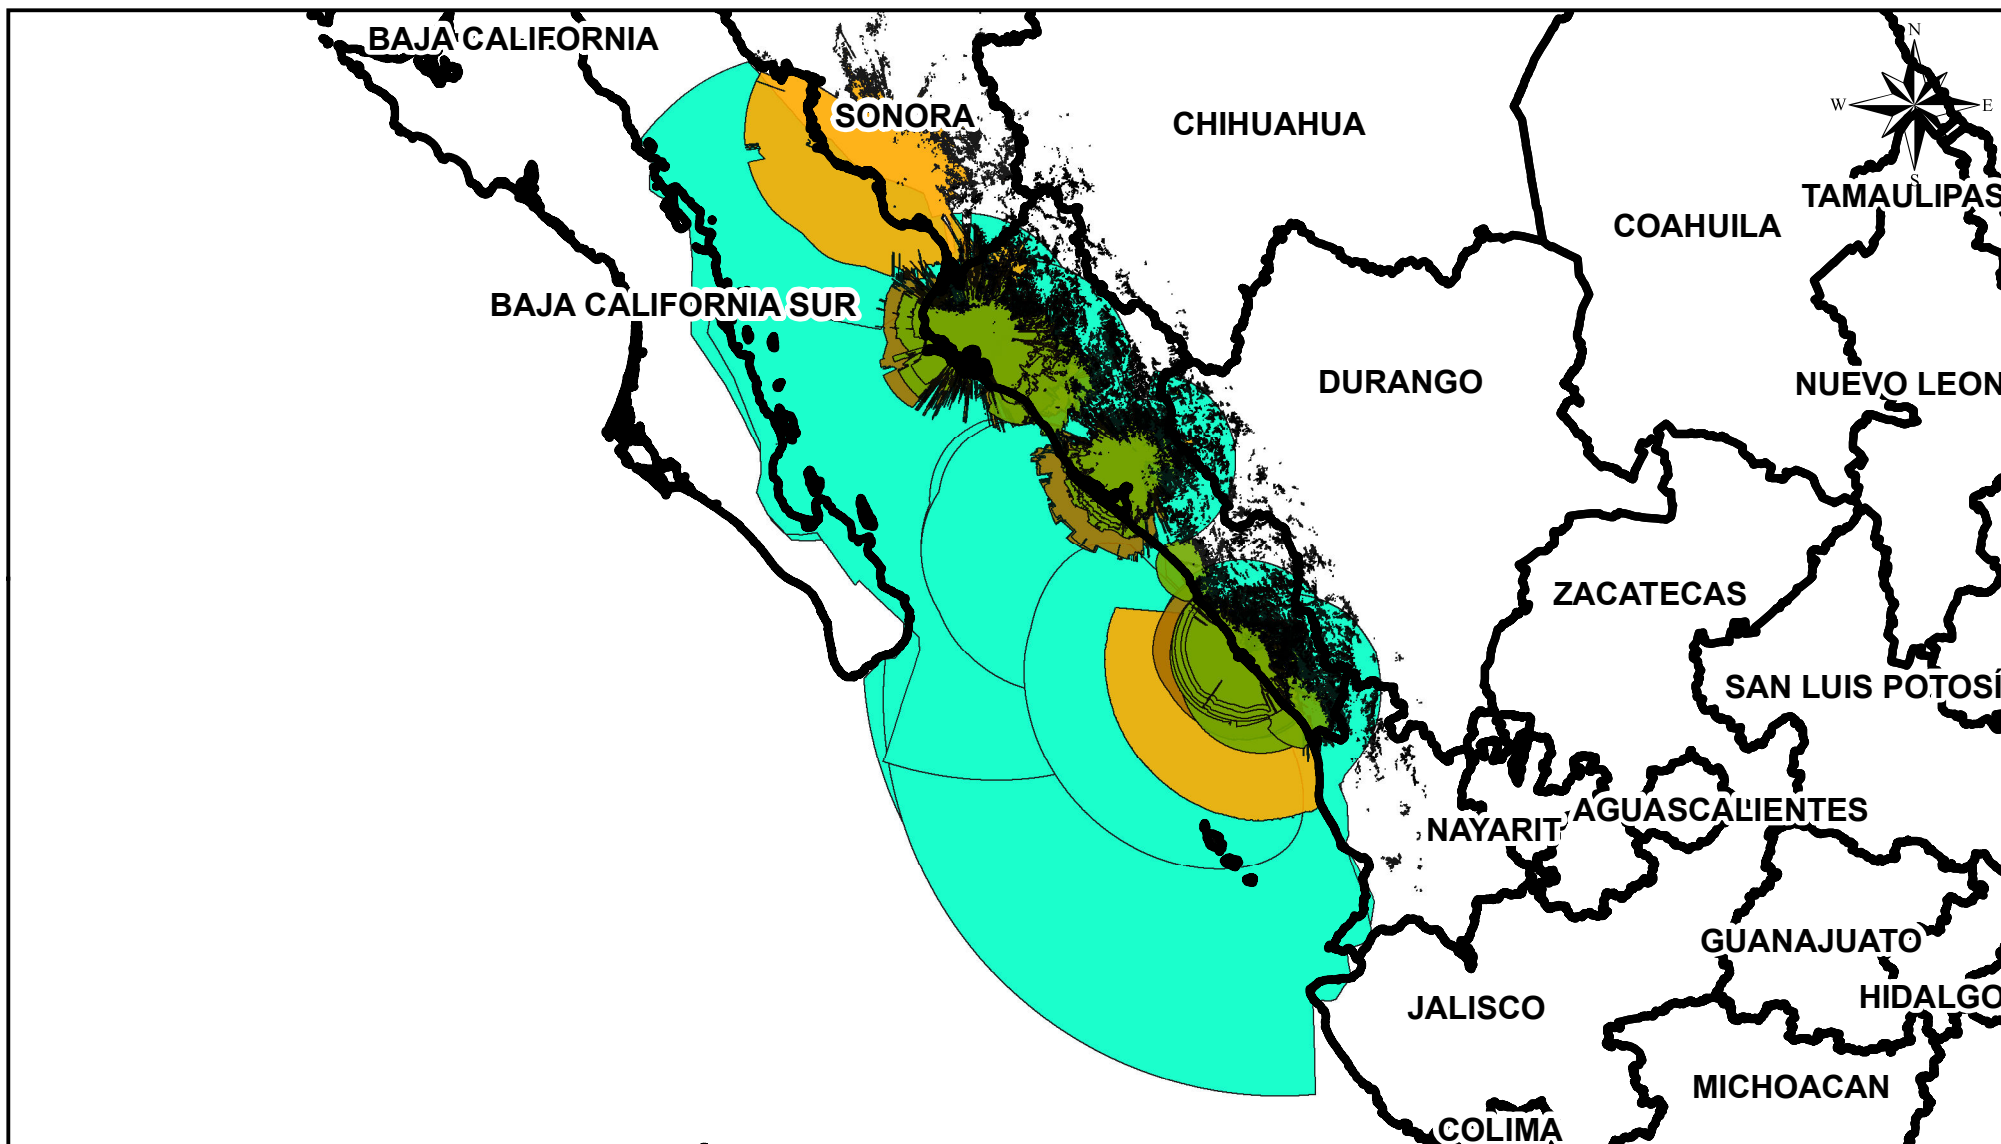 BAJA CALIFORNIA
N
W
E
S
SONORA
CHIHUAHUA
TAMAULIPAS
COAHUILA
BAJA CALIFORNIA SUR
DURANGO
NUEVO LEON
ZACATECAS
SAN LUIS POTOSÍ
AGUASCALIENTES
NAYARIT
GUANAJUATO
HIDALGO
JALISCO
MICHOACAN
COLIMA